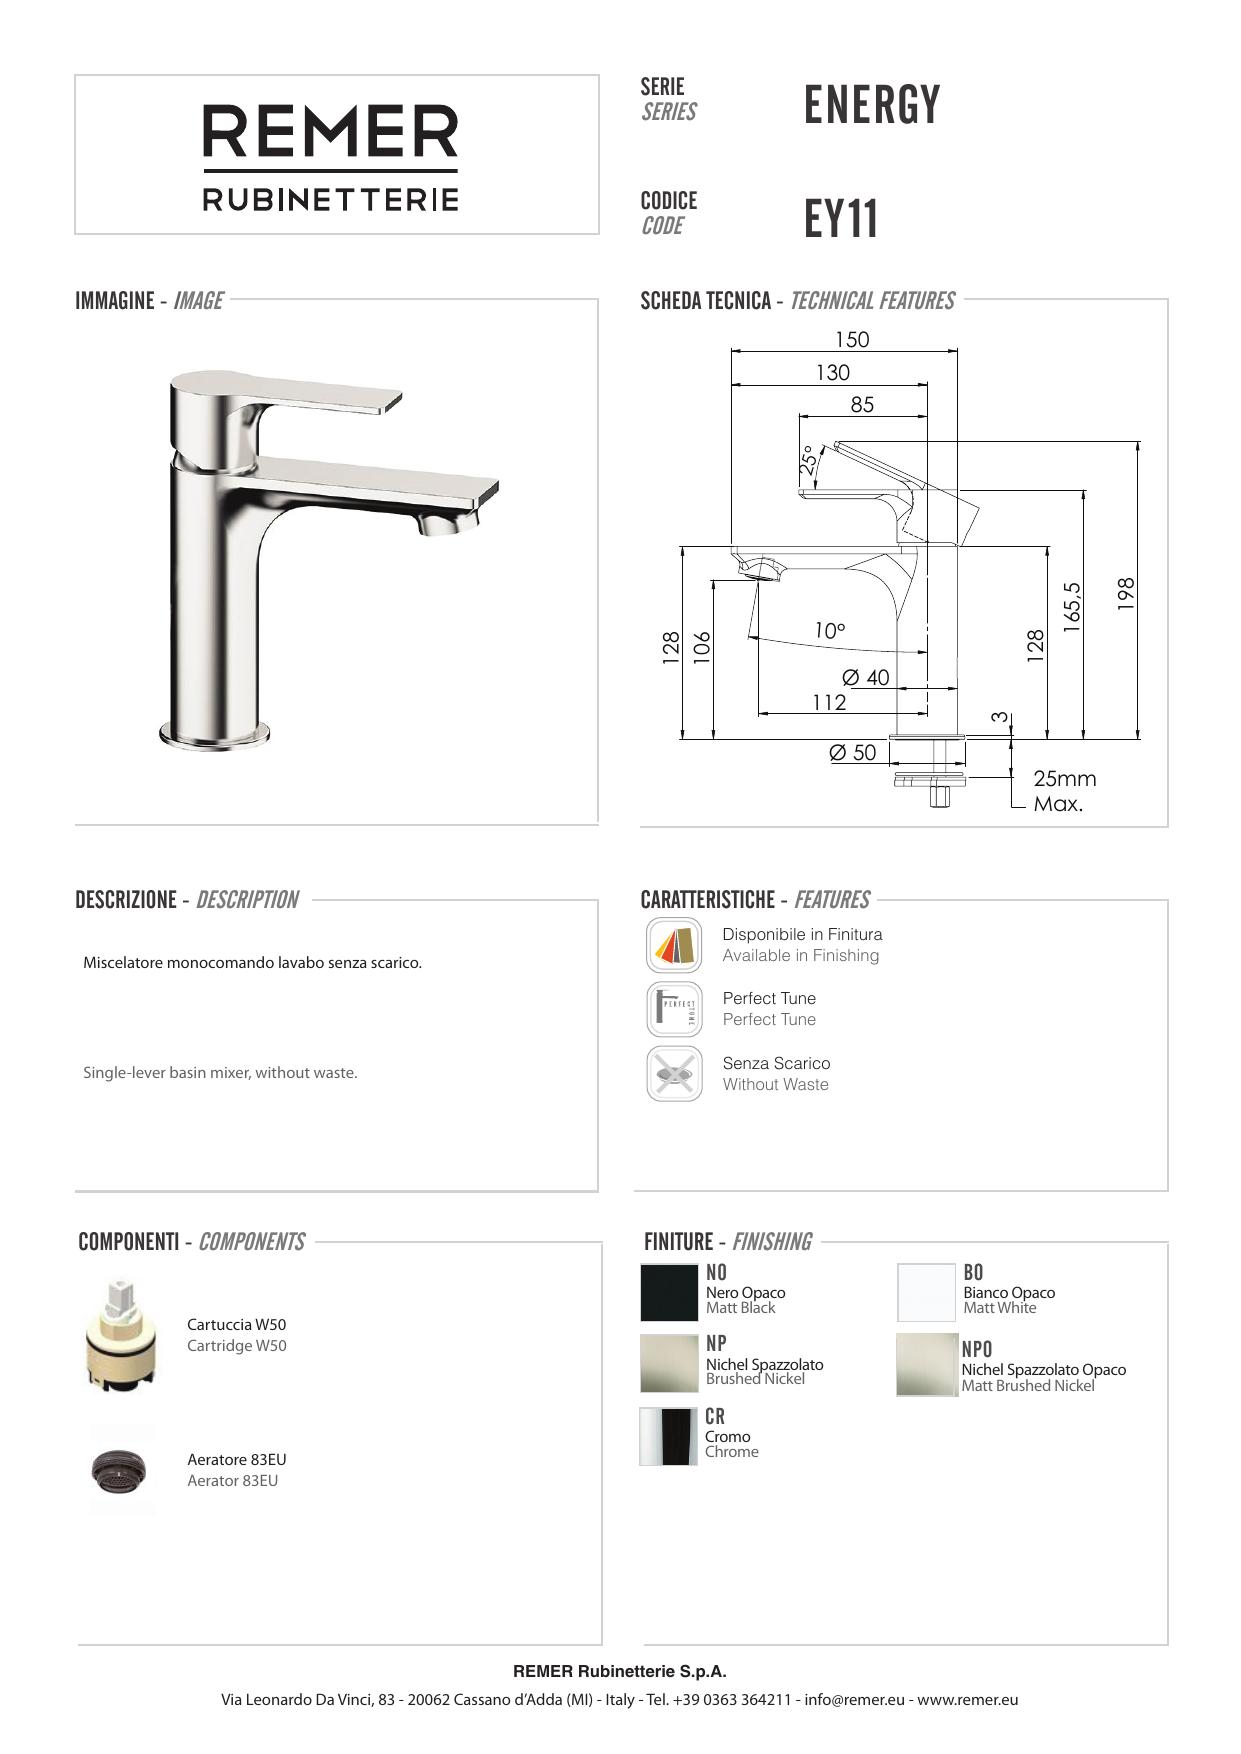 REMER
RUBINETTERIE
SERIE
SERIES
ENERGY
CODICE
CODE
EY11
IMMAGINE - IMAGE
SCHEDA TECNICA - TECHNICAL FEATURES
150
130
85
25°
128
106
10°
Ø 40
112
Ø 50
3
128
165,5
198
25mm
Max.
DESCRIZIONE - DESCRIPTION
Miscelatore monocomando lavabo senza scarico.
Single-lever basin mixer, without waste.
CARATTERISTICHE - FEATURES
Disponibile in Finitura
Available in Finishing
PERFECT
TUNE
Perfect Tune
Perfect Tune
Senza Scarico
Without Waste
COMPONENTI - COMPONENTS
Cartuccia W50
Cartridge W50
Aeratore 83EU
Aerator 83EU
FINITURE - FINISHING
NO
Nero Opaco
Matt Black
BO
Bianco Opaco
Matt White
NP
Nichel Spazzolato
Brushed Nickel
NPO
Nichel Spazzolato Opaco
Matt Brushed Nickel
CR
Cromo
Chrome
REMER Rubinetterie S.p.A.
Via Leonardo Da Vinci, 83 - 20062 Cassano d’Adda (MI) - Italy - Tel. +39 0363 364211 - info@remer.eu - www.remer.eu